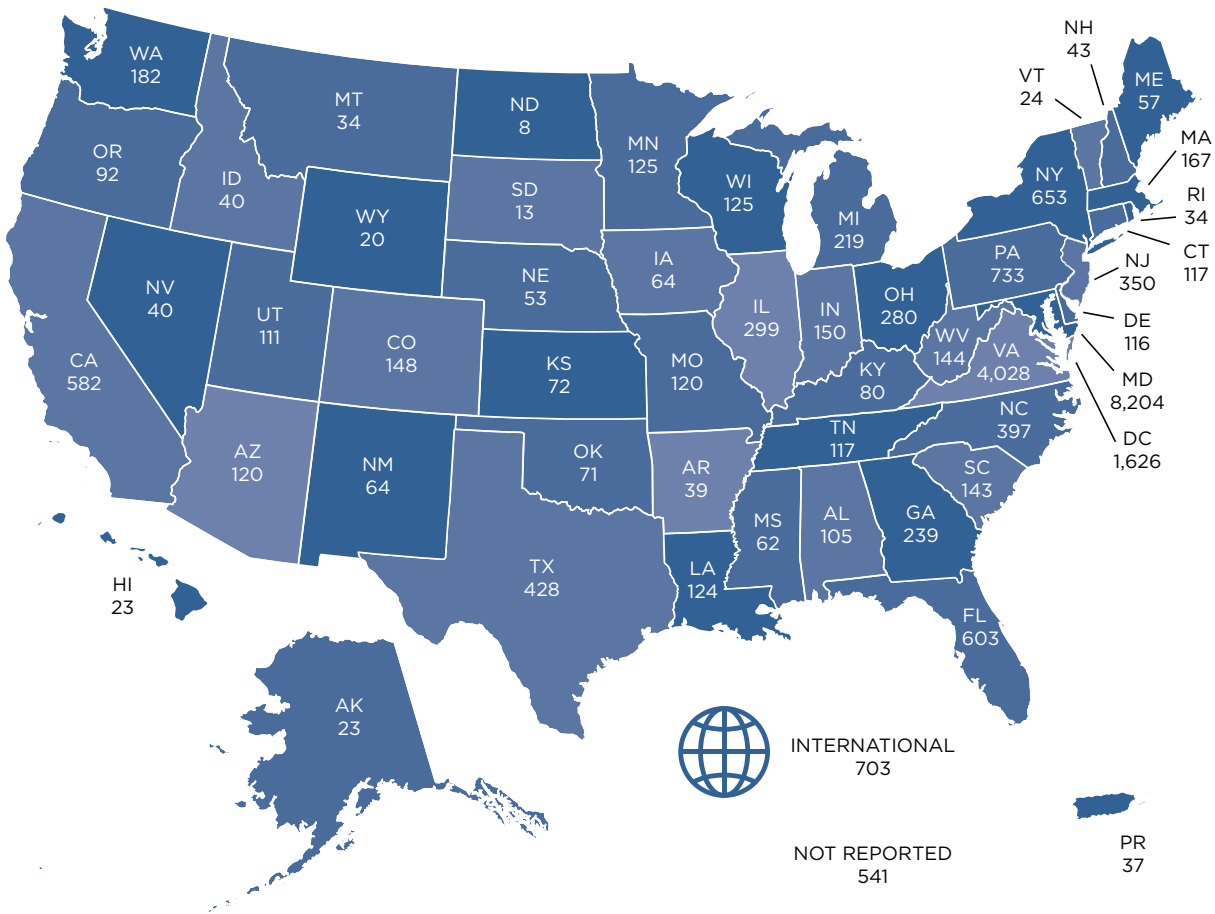 WA
182
OR
92
ID
40
MT
34
ND
8
SD
13
WY
20
NV
40
UT
111
CO
148
CA
582
AZ
120
NM
64
NE
53
KS
72
OK
71
TX
428
MN
125
IA
64
MO
120
AR
39
LA
124
WI
125
IL
299
MI
219
IN
150
OH
280
KY
80
TN
117
MS
62
AL
105
GA
239
FL
603
SC
143
NC
397
VA
4,028
WV
144
PA
733
NY
653
VT
24
NH
43
ME
57
MA
167
RI
34
CT
117
NJ
350
DE
116
MD
8,204
DC
1,626
HI
23
AK
23
INTERNATIONAL
703
NOT REPORTED
541
PR
37